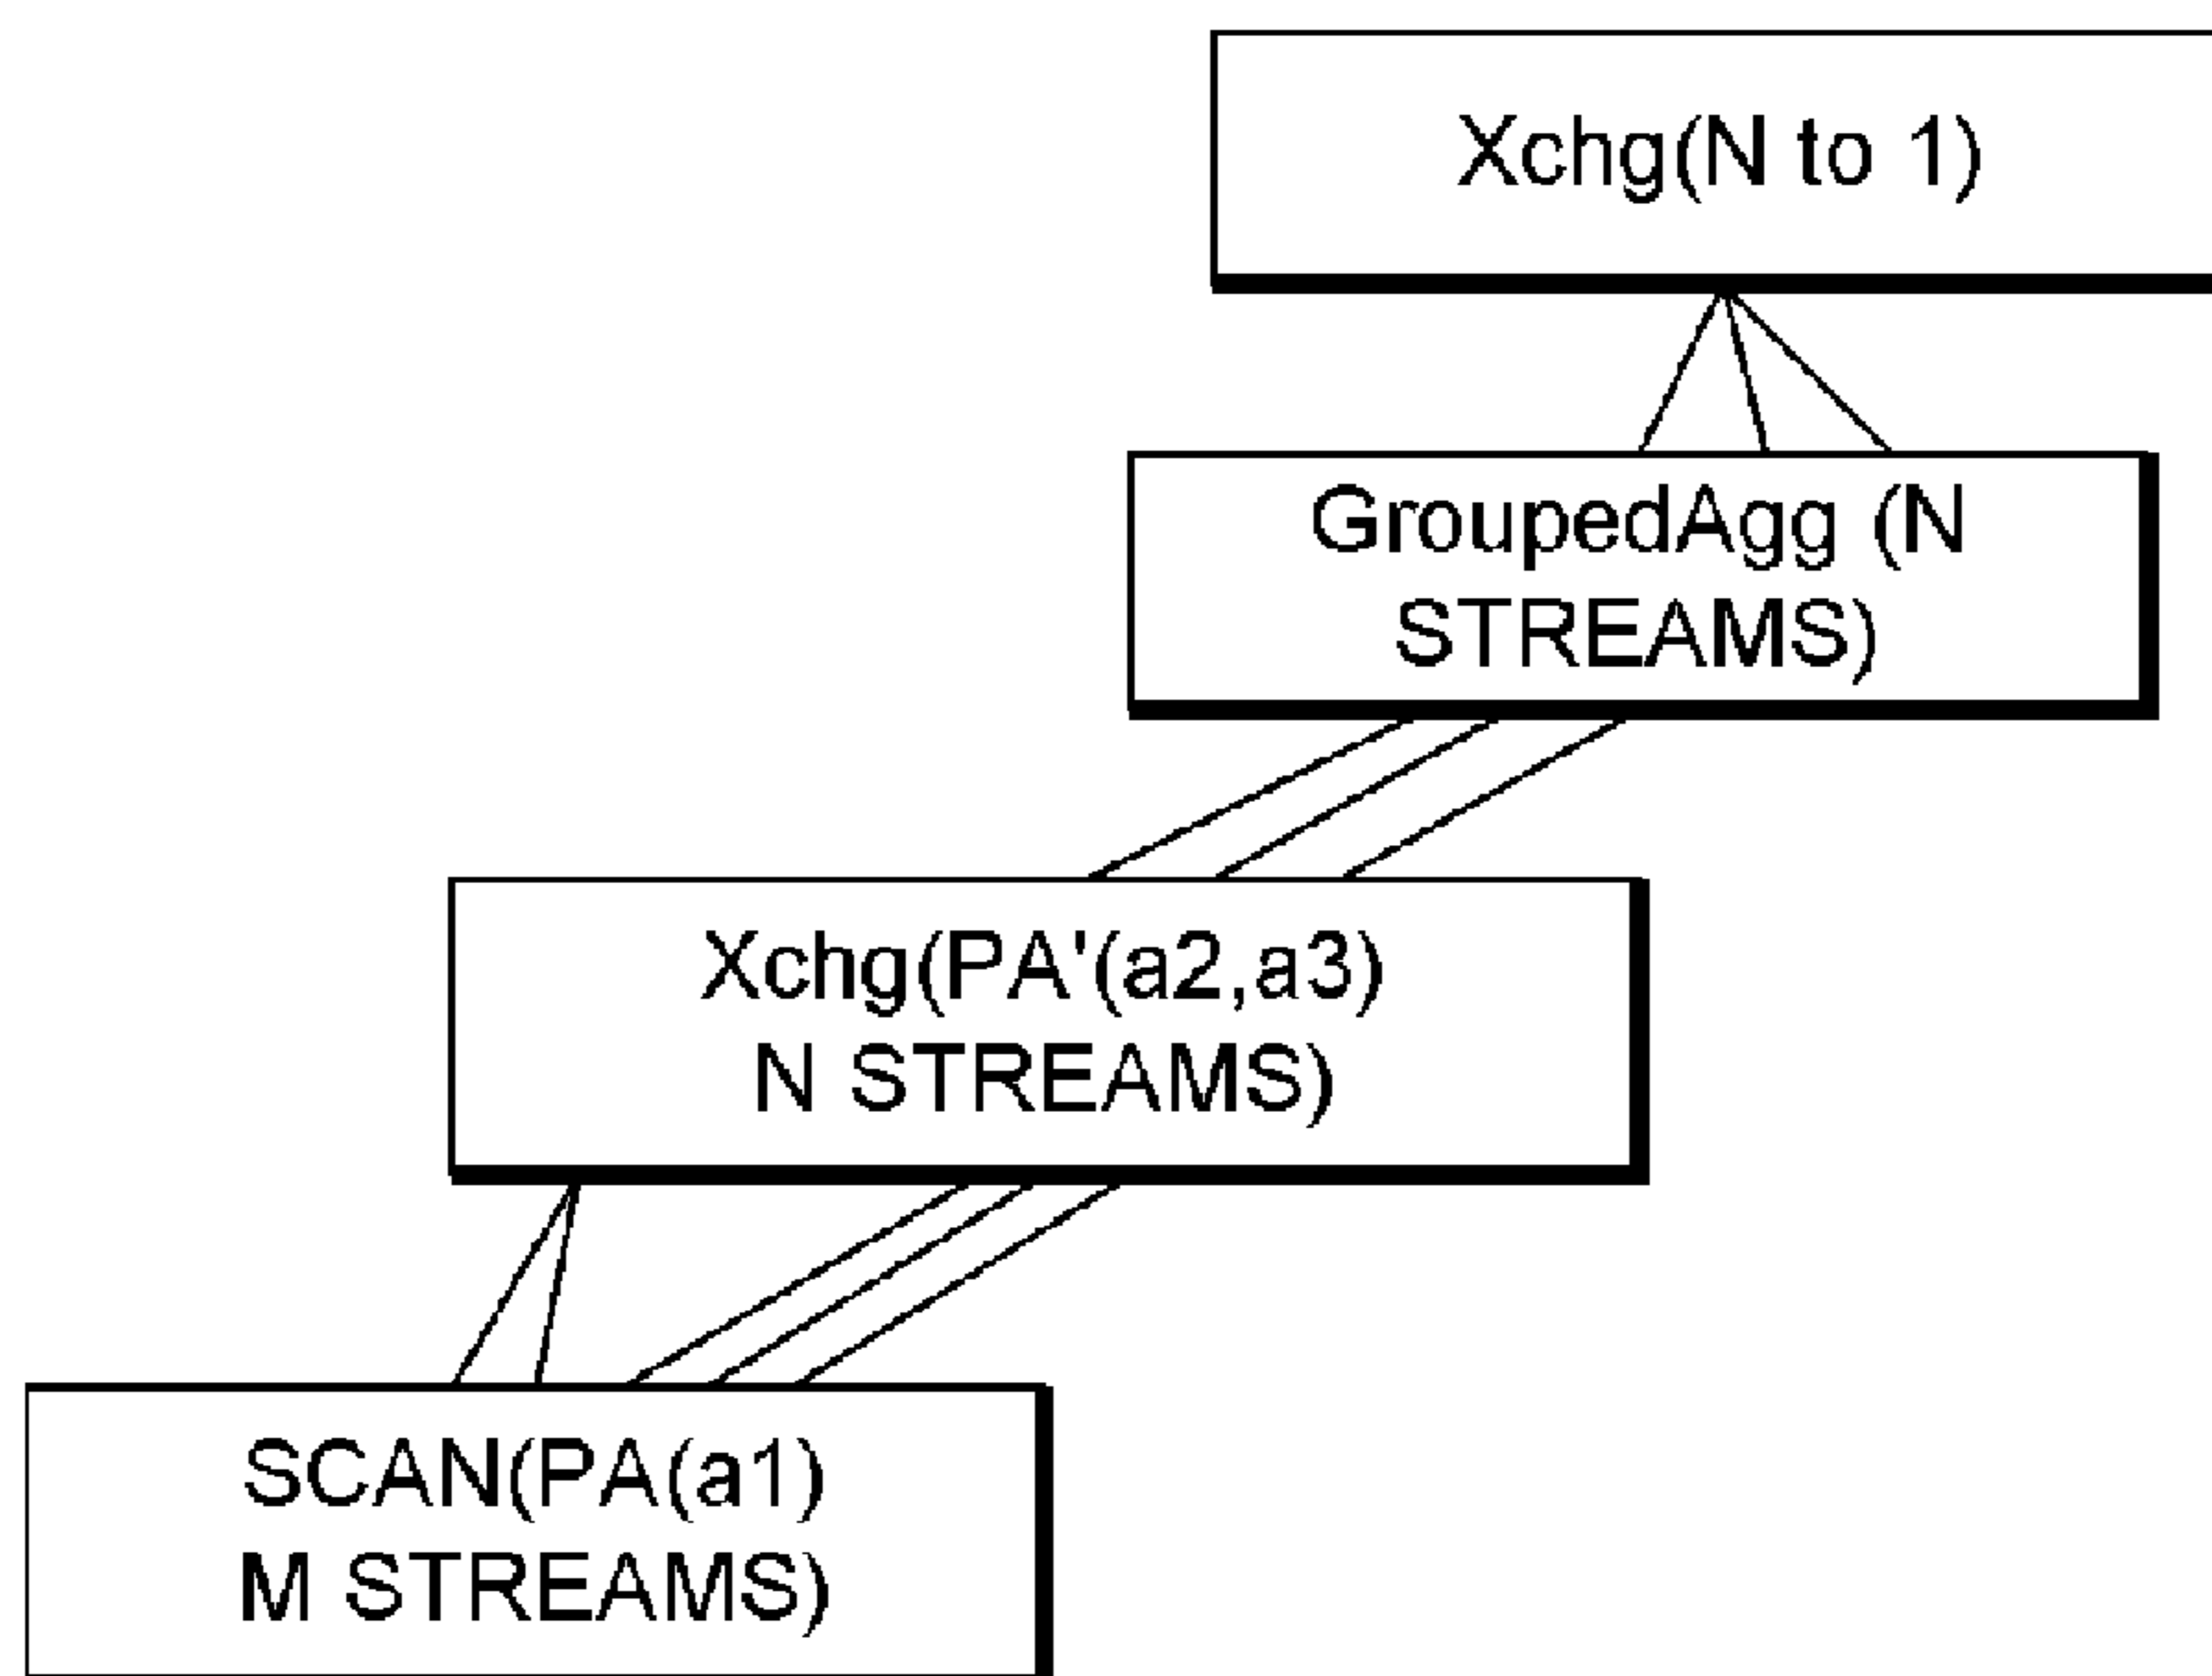 Xchg(N to 1)
GroupedAgg (N
STREAMS)
Xchg(PA'(a2,a3)
N STREAMS)
SCAN(PA(a1)
M STREAMS)